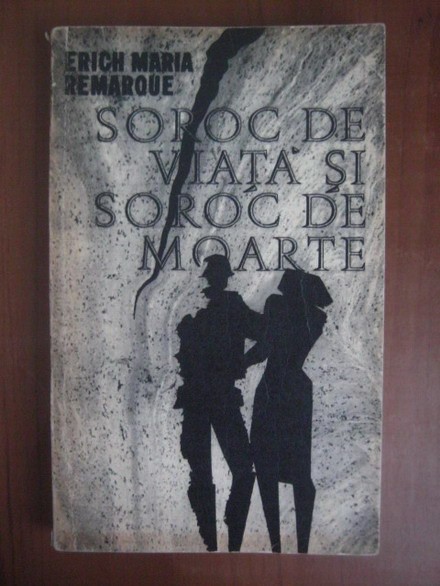 ERICH MARIA
REMARQUE
SOROC DE
VIAȚĂ ȘI
SOROC DE
MOARTE